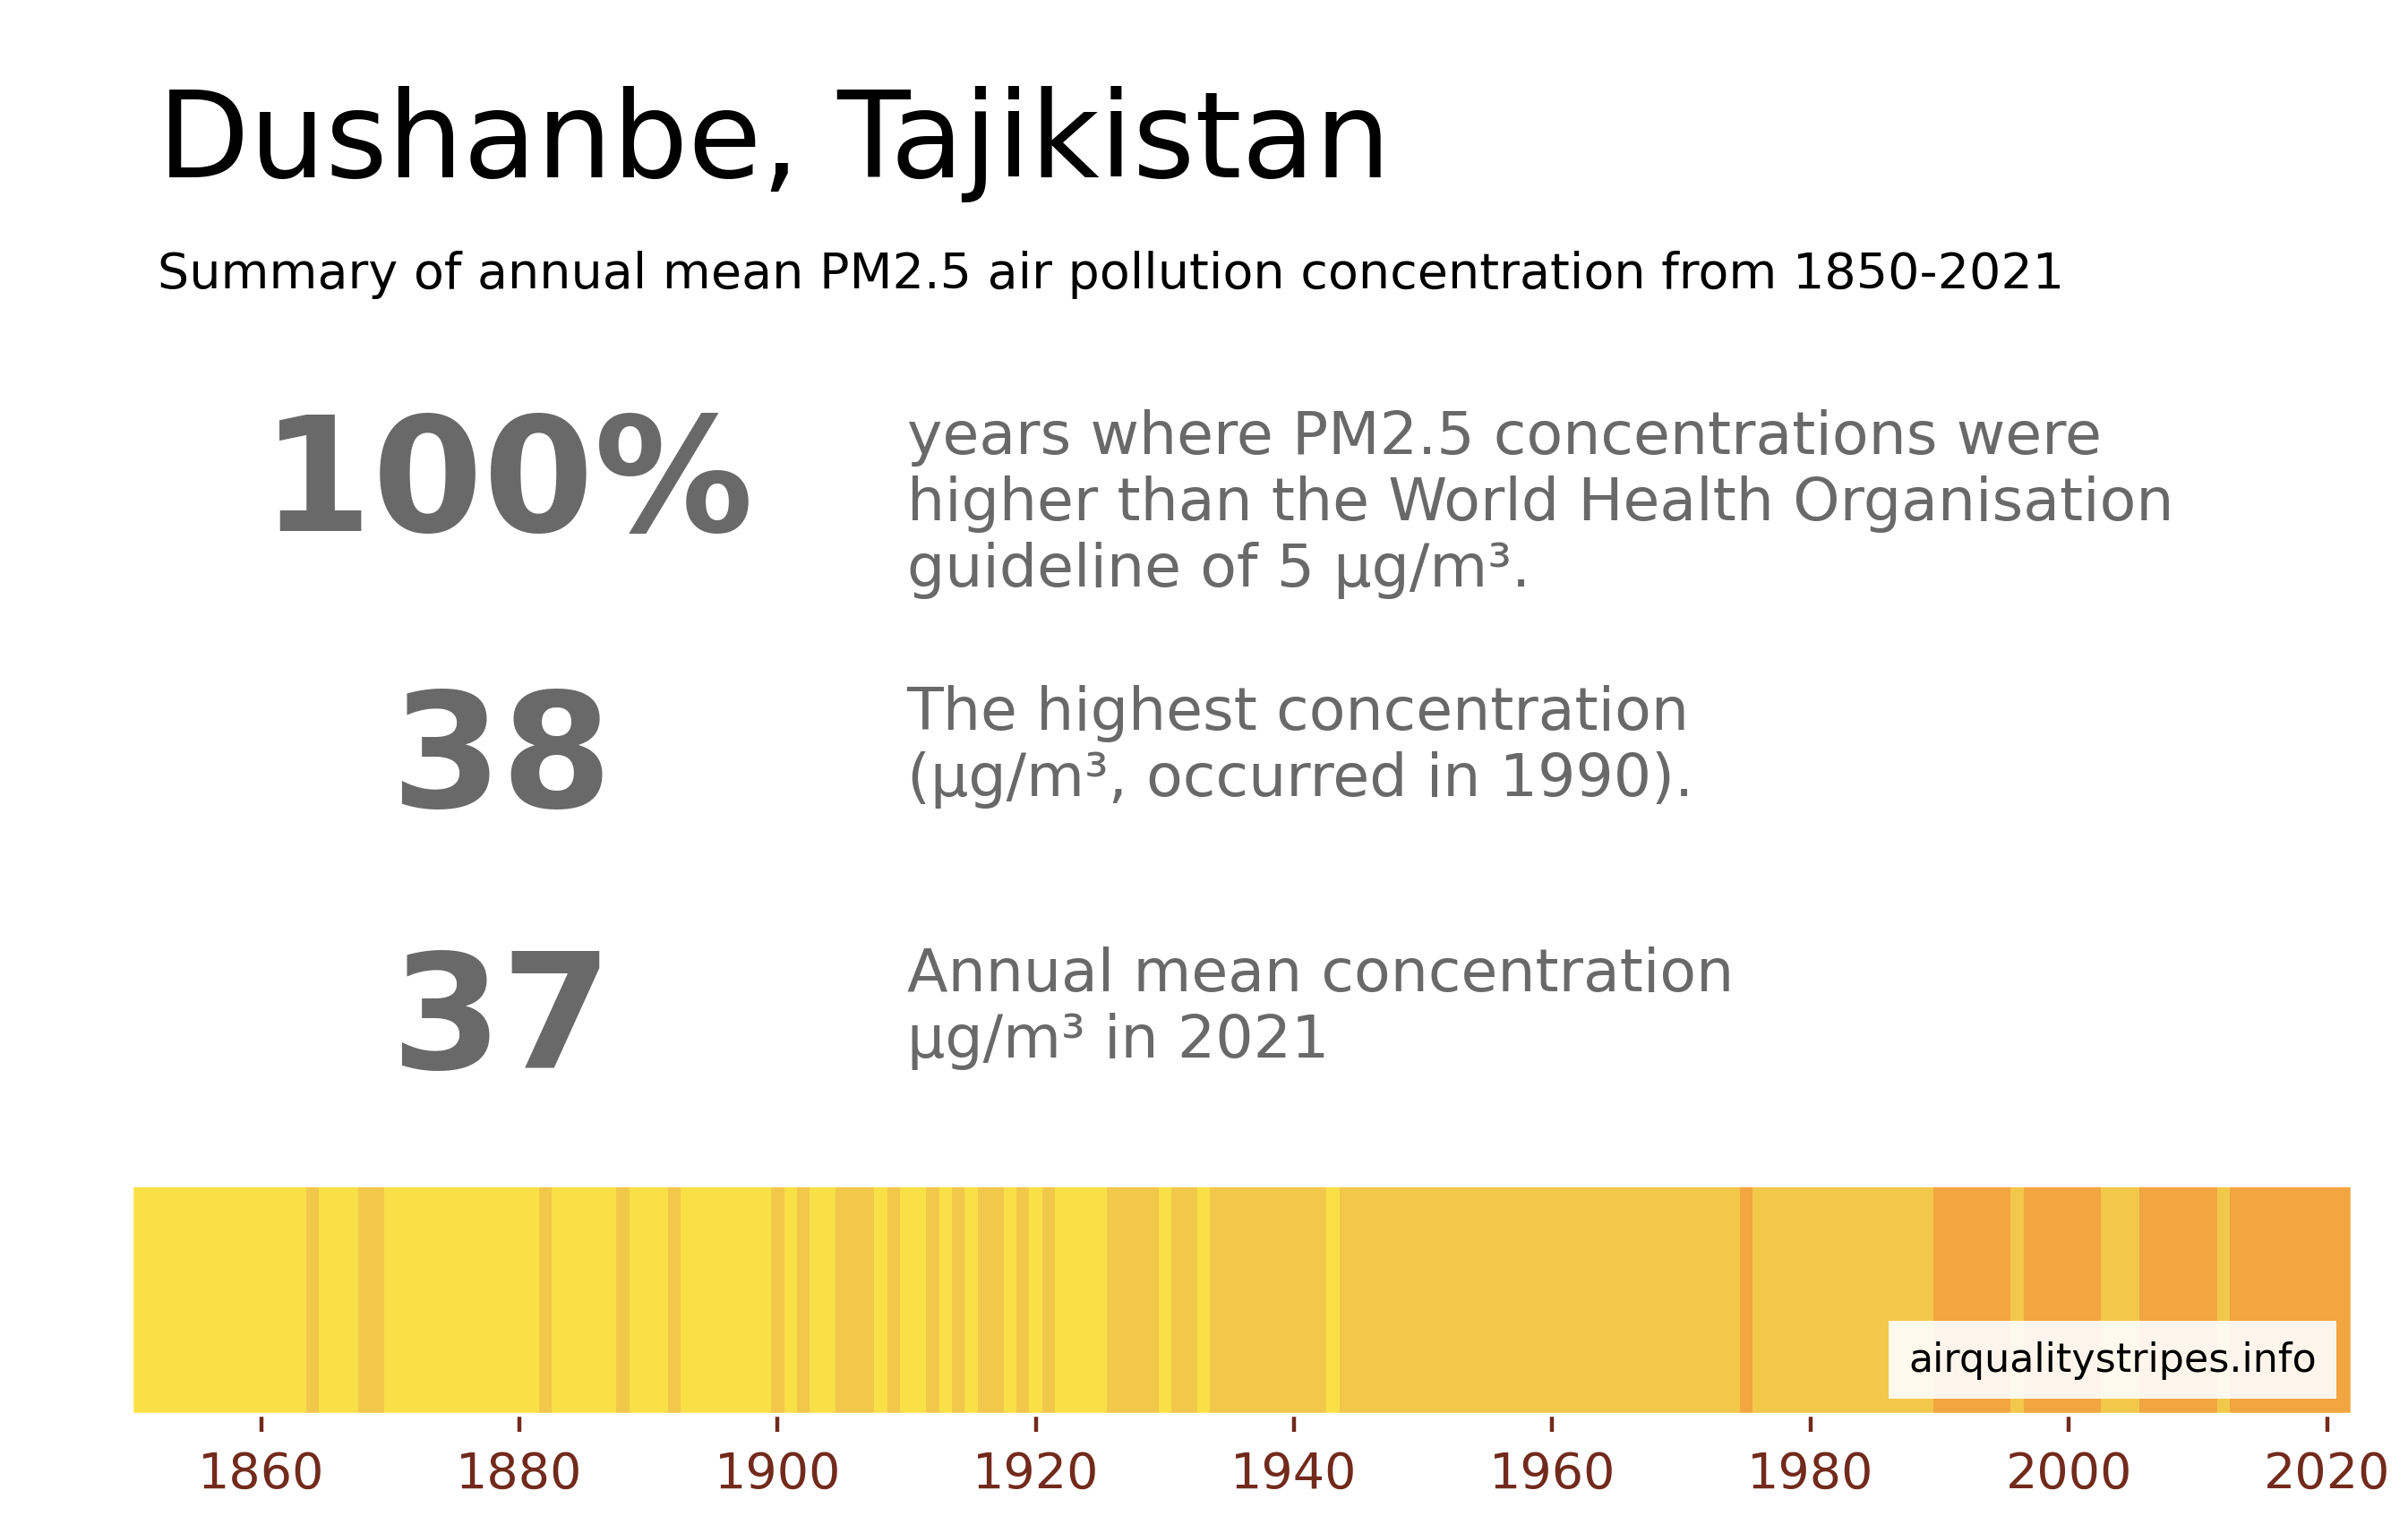 Dushanbe, Tajikistan
Summary of annual mean PM2.5 air pollution concentration from 1850-2021
100%
years where PM2.5 concentrations were
higher than the World Health Organisation
guideline of 5 µg/m³.
38
The highest concentration
(µg/m³, occurred in 1990).
37
Annual mean concentration
µg/m³ in 2021
airqualitystripes.info
1860 1880 1900 1920 1940 1960 1980 2000 2020